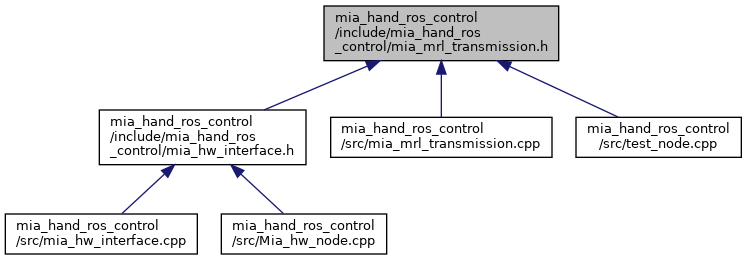 mia_hand_ros_control
/include/mia_hand_ros
_control/mia_mrl_transmission.h
mia_hand_ros_control
/include/mia_hand_ros
_control/mia_hw_interface.h
mia_hand_ros_control
/src/mia_mrl_transmission.cpp
mia_hand_ros_control
/src/test_node.cpp
mia_hand_ros_control
/src/mia_hw_interface.cpp
mia_hand_ros_control
/src/Mia_hw_node.cpp